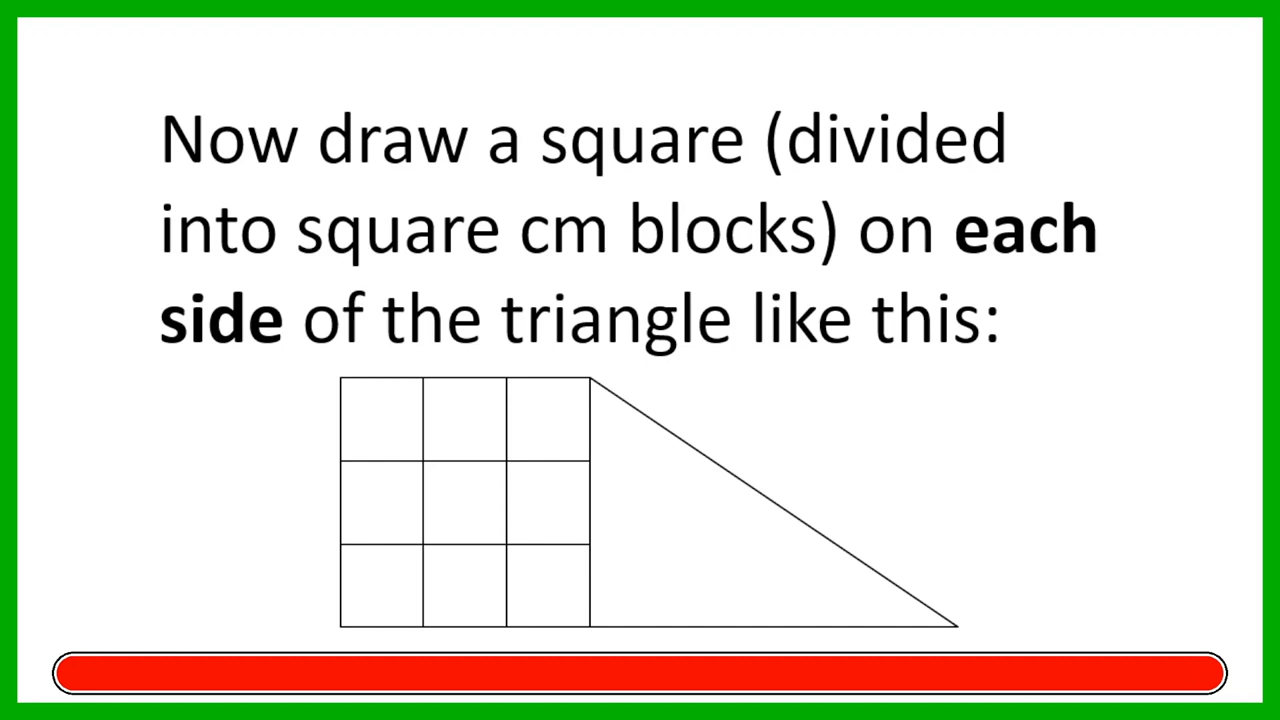 Now draw a square (divided
into square cm blocks) on each
side of the triangle like this: